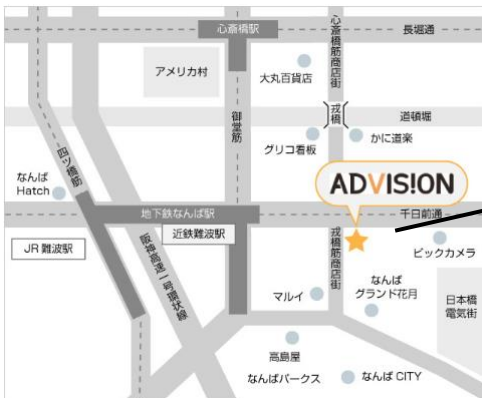 心斎橋駅
心斎橋筋商店街
長堀通
アメリカ村
大丸百貨店
御堂筋
戎橋
道頓堀
グリコ看板
かに道楽
四ツ橋筋
なんば
Hatch
ADVIS!ON
地下鉄なんば駅
千日前通
近鉄難波駅
JR 難波駅
阪神高速一号環状線
戎橋筋商店街
ビックカメラ
マルイ
なんば
グランド花月
日本橋
電気街
高島屋
なんばパークス
なんば CITY